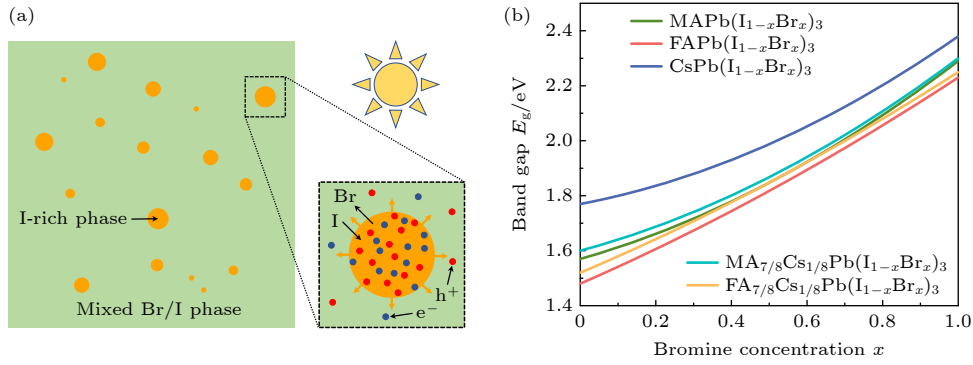 (a)
I-rich phase
Mixed Br/I phase
Br
I
h⁺
e⁻
(b)
Band gap E_g/eV
2.4
2.2
2.0
1.8
1.6
1.4
MAPb(I₁₋ₓBrₓ)₃
FAPb(I₁₋ₓBrₓ)₃
CsPb(I₁₋ₓBrₓ)₃
MA₇/₈Cs₁/₈Pb(I₁₋ₓBrₓ)₃
FA₇/₈Cs₁/₈Pb(I₁₋ₓBrₓ)₃
0 0.2 0.4 0.6 0.8 1.0
Bromine concentration x